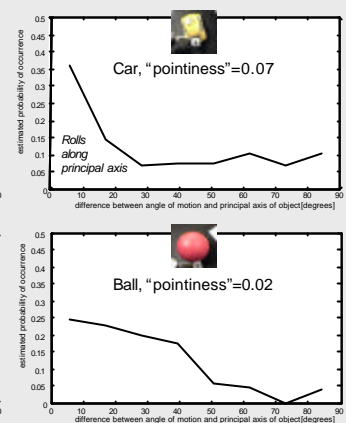 0.5
0.45
0.4
0.35
0.3
0.25
0.2
0.15
0.1
0.05
0
estimated probability of occurrence
Car, “pointiness”=0.07
Rolls
along
principal axis
0 10 20 30 40 50 60 70 80 90
difference between angle of motion and principal axis of object[degrees]
0.5
0.45
0.4
0.35
0.3
0.25
0.2
0.15
0.1
0.05
0
estimated probability of occurrence
Ball, “pointiness”=0.02
0 10 20 30 40 50 60 70 80 90
difference between angle of motion and principal axis of object[degrees]